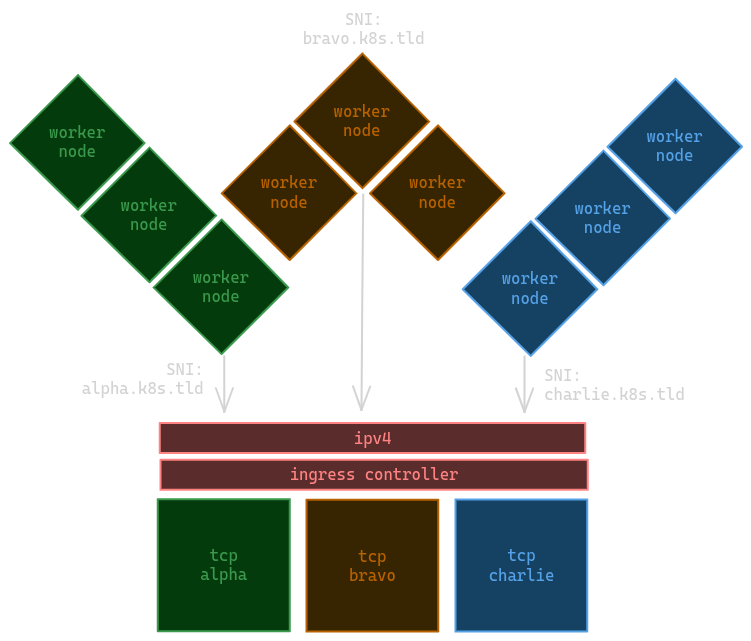 SNI:
bravo.k8s.tld
worker
node
worker
node
worker
node
worker
node
worker
node
worker
node
worker
node
worker
node
worker
node
SNI:
alpha.k8s.tld
SNI:
charlie.k8s.tld
ipv4
ingress controller
tcp
alpha
tcp
bravo
tcp
charlie